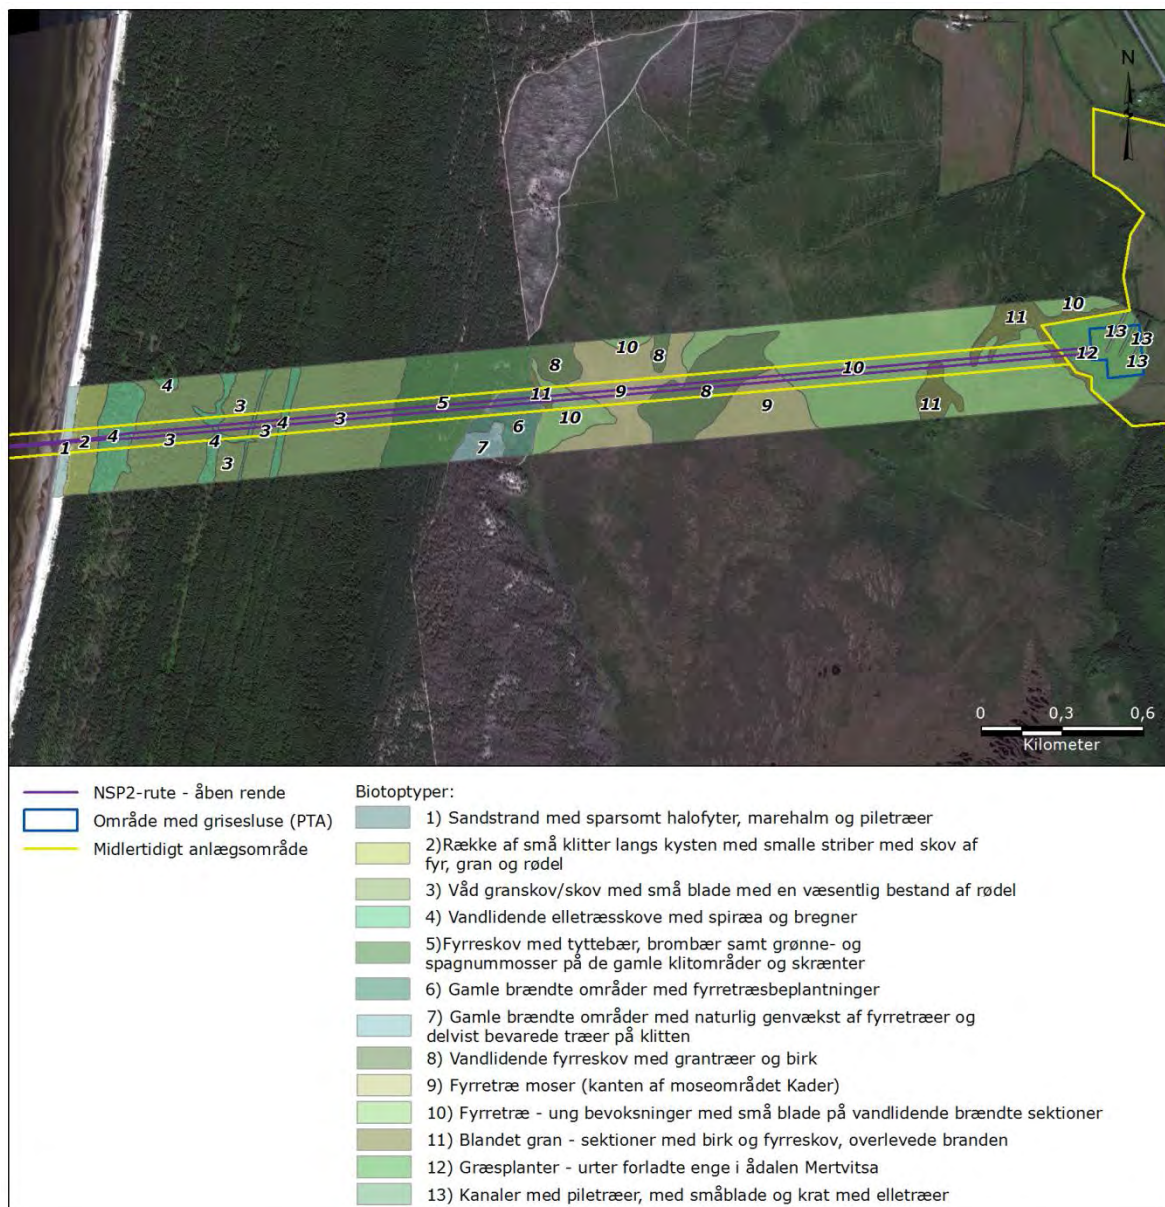 N
4
3
10
8
11
10
13
13
12
13
1
2
4
3
4
3
3
4
3
5
11
6
7
10
9
8
9
10
11
0
0,3
0,6
Kilometer
NSP2-rute - åben rende
Område med grisesluse (PTA)
Midlertidigt anlægsområde
Biotoptyper:
1) Sandstrand med sparsomt halofyter, marehalm og piletræer
2)Række af små klitter langs kysten med smalle striber med skov af
fyr, gran og rødel
3) Våd granskov/skov med små blade med en væsentlig bestand af rødel
4) Vandlidende elletræsskove med spiræa og bregner
5)Fyrreskov med tyttebær, brombær samt grønne- og
spagnummosser på de gamle klitområder og skrænter
6) Gamle brændte områder med fyrretræsbeplantninger
7) Gamle brændte områder med naturlig genvækst af fyrretræer og
delvist bevarede træer på klitten
8) Vandlidende fyrreskov med grantræer og birk
9) Fyrretræ moser (kanten af moseområdet Kader)
10) Fyrretræ - ung bevoksninger med små blade på vandlidende brændte sektioner
11) Blandet gran - sektioner med birk og fyrreskov, overlevede branden
12) Græsplanter - urter forladte enge i ådalen Mertvitsa
13) Kanaler med piletræer, med småblade og krat med elletræer